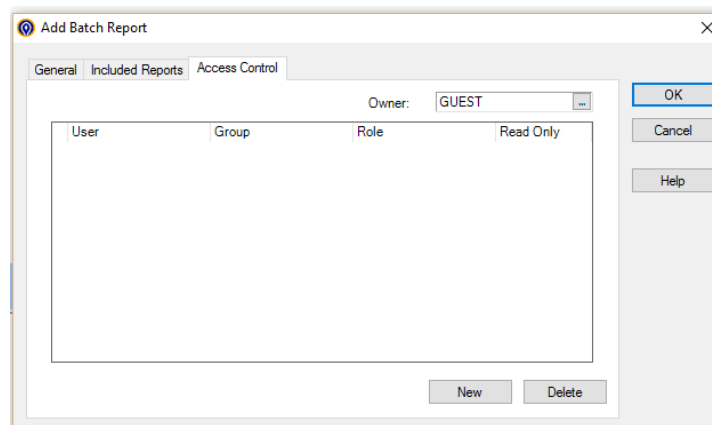 Add Batch Report
General Included Reports Access Control
Owner: GUEST ...
User Group Role Read Only
New Delete
OK
Cancel
Help